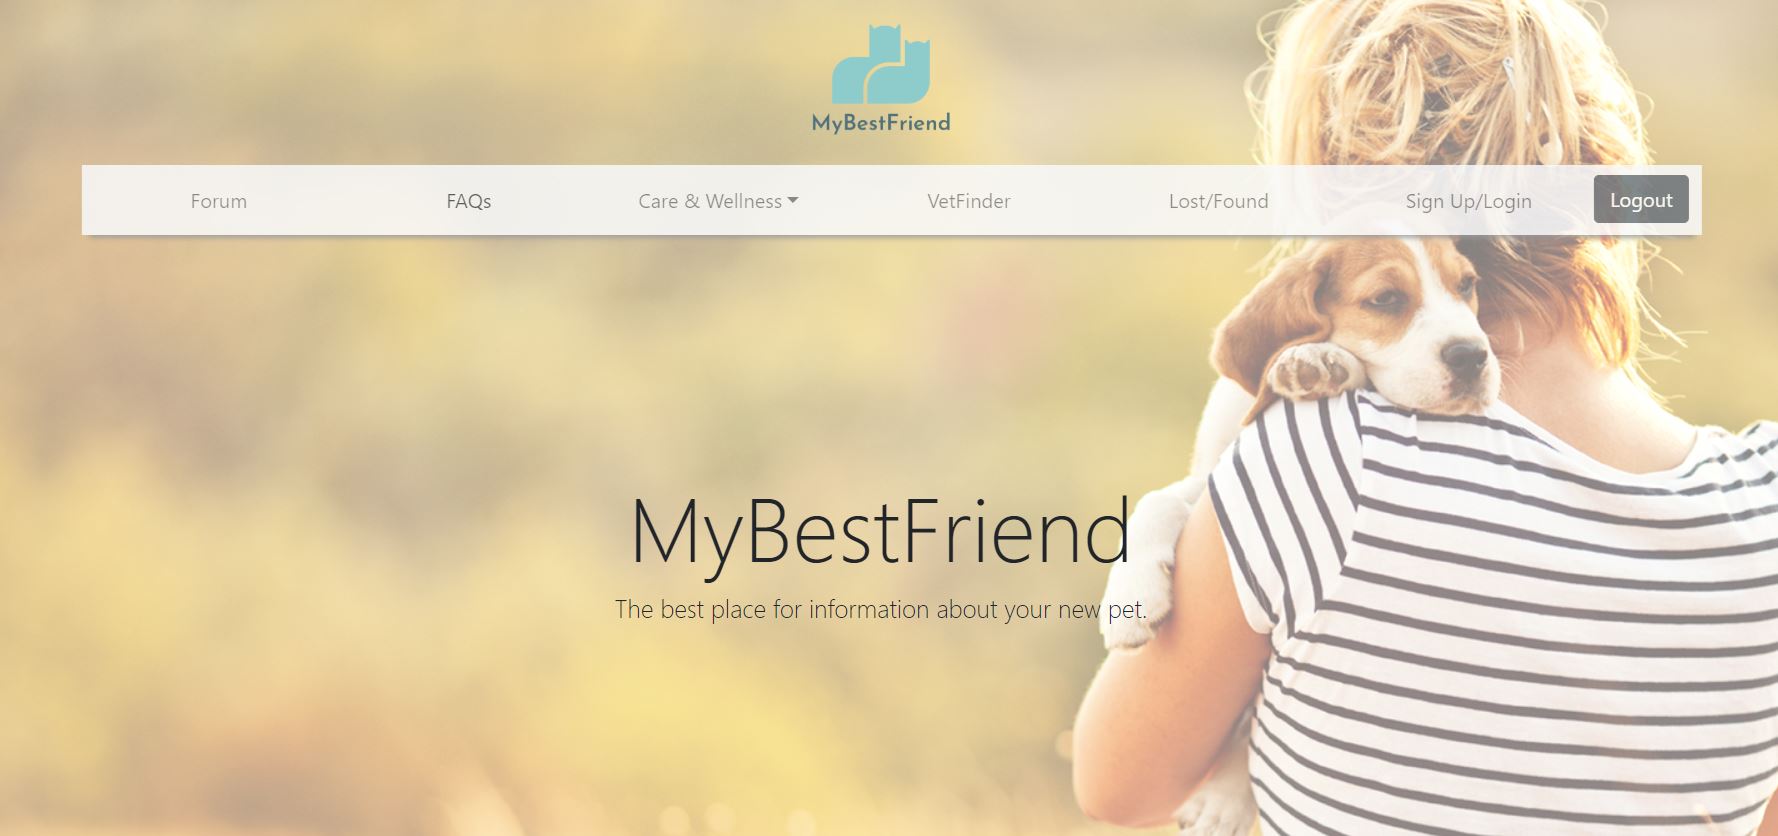 MyBestFriend
Forum FAQs Care & Wellness VetFinder Lost/Found Sign Up/Login Logout
MyBestFriend
The best place for information about your new pet.